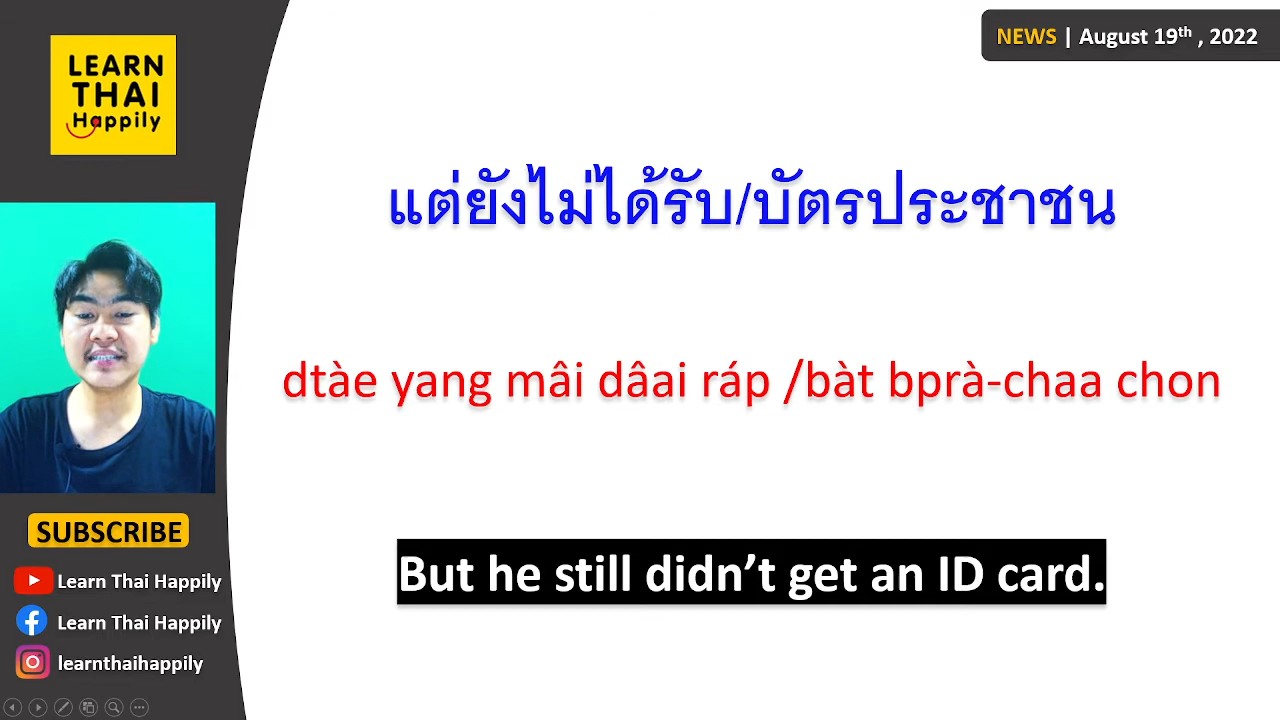 LEARN
THAI
Happily
NEWS | August 19th , 2022
แต่ยังไม่ได้รับ/บัตรประชาชน
dtàe yang mâi dâai ráp /bàt bprà-chaa chon
But he still didn't get an ID card.
SUBSCRIBE
Learn Thai Happily
Learn Thai Happily
learnthaihappily